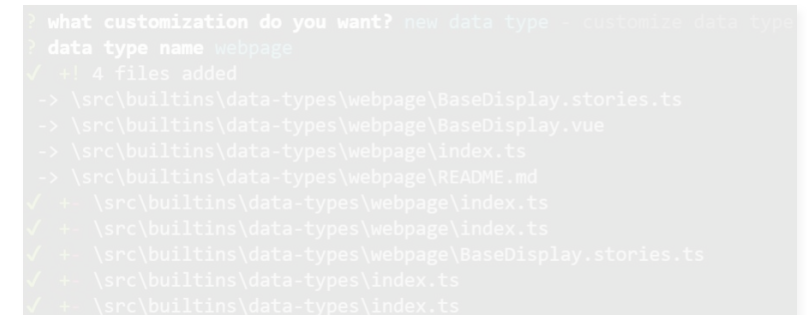 ? what customization do you want? new data type - customize data type
? data type name webpage
✓ +! 4 files added
-> \src\builtins\data-types\webpage\BaseDisplay.stories.ts
-> \src\builtins\data-types\webpage\BaseDisplay.vue
-> \src\builtins\data-types\webpage\index.ts
-> \src\builtins\data-types\webpage\README.md
✓ +- \src\builtins\data-types\webpage\index.ts
✓ +- \src\builtins\data-types\webpage\index.ts
✓ +- \src\builtins\data-types\webpage\BaseDisplay.stories.ts
✓ +- \src\builtins\data-types\index.ts
✓ +- \src\builtins\data-types\index.ts